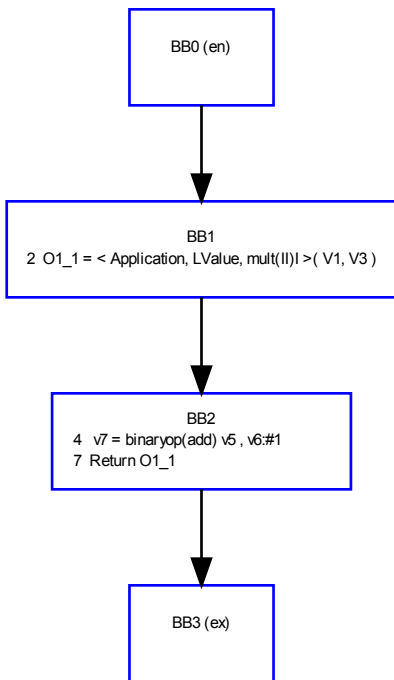 BB0 (en)
BB1
2 O1_1 = < Application, LValue, mult(II)I >( V1, V3 )
BB2
4 v7 = binaryop(add) v5 , v6:#1
7 Return O1_1
BB3 (ex)